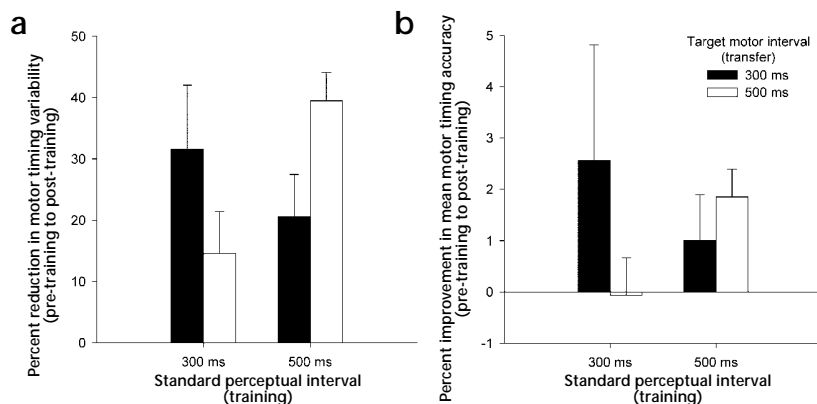 a
Percent reduction in motor timing variability
(pre-training to post-training)
50
40
30
20
10
0
300 ms
500 ms
Standard perceptual interval
(training)
b
Percent improvement in mean motor timing accuracy
(pre-training to post-training)
5
4
3
2
1
0
-1
Target motor interval
(transfer)
300 ms
500 ms
300 ms
500 ms
Standard perceptual interval
(training)